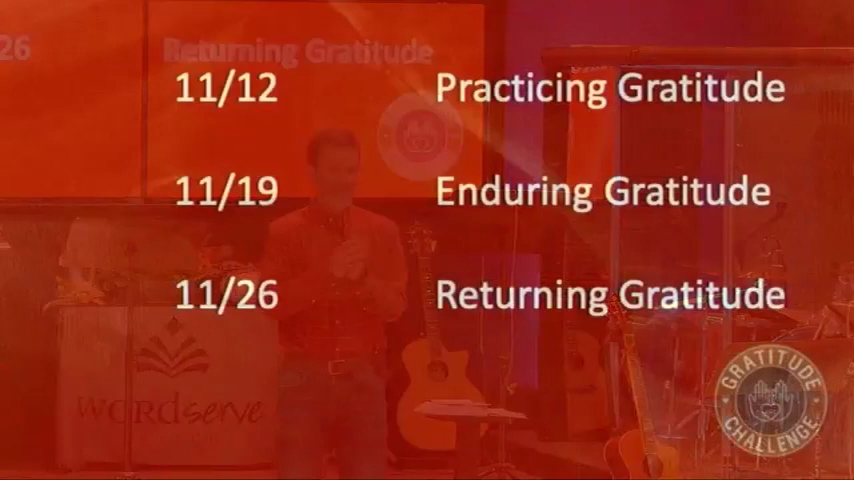 26
Returning Gratitude
11/12 Practicing Gratitude
11/19 Enduring Gratitude
11/26 Returning Gratitude
wordserve
GRATITUDE
CHALLENGE